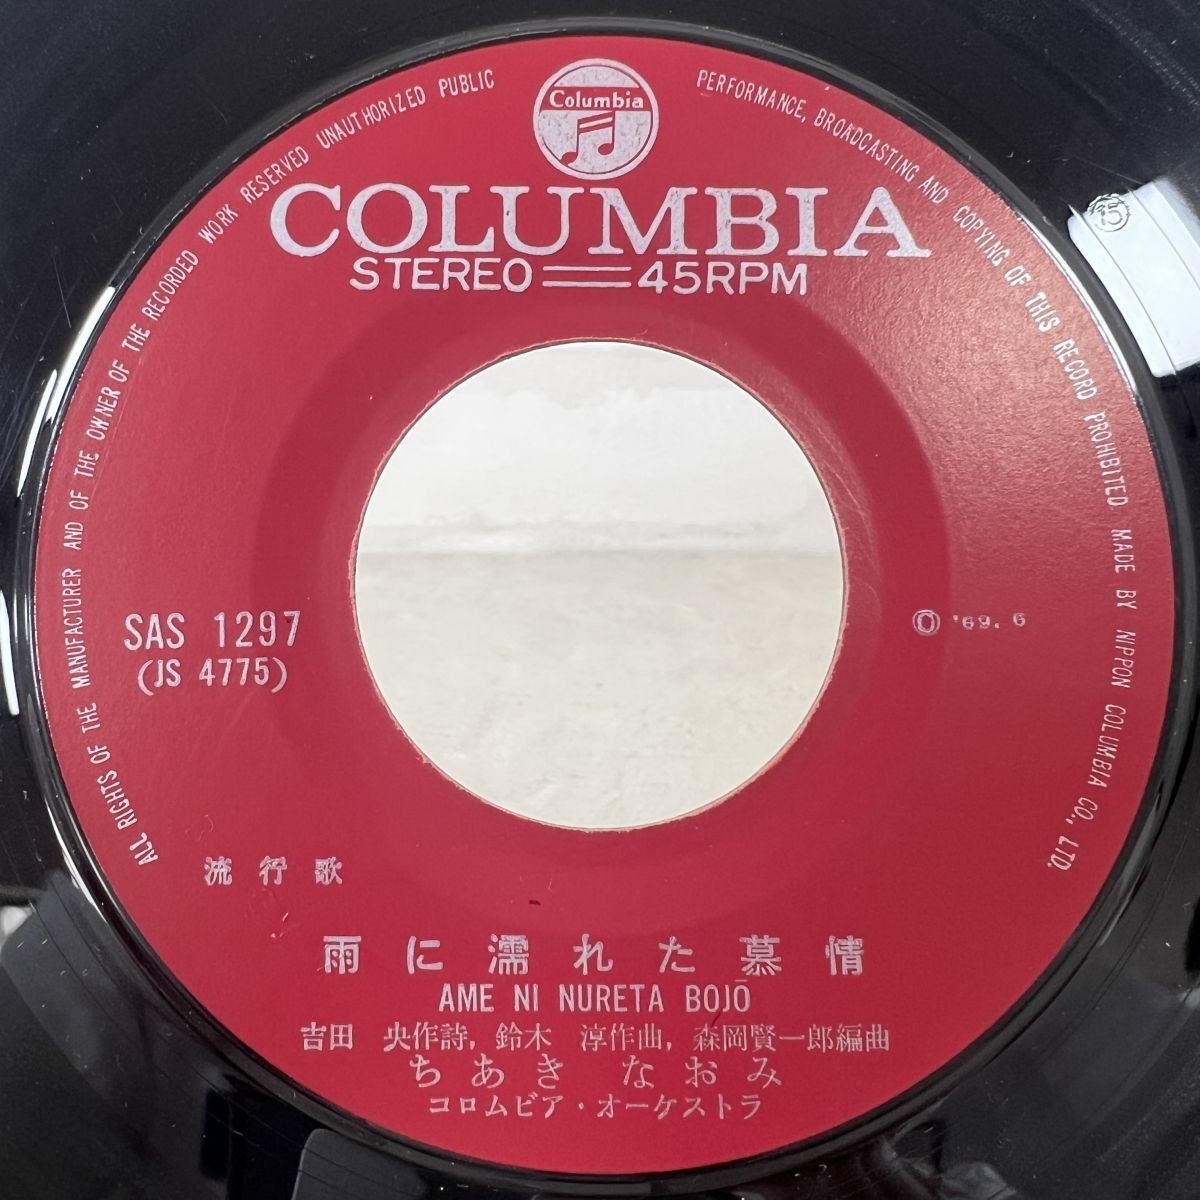 ALL RIGHTS OF THE MANUFACTURER AND OF THE OWNER OF THE RECORDED WORK RESERVED UNAUTHORIZED PUBLIC PERFORMANCE, BROADCASTING AND COPYING OF THIS RECORD PROHIBITED MADE BY NIPPON COLUMBIA CO., LTD.
Columbia
COLUMBIA
STEREO 45RPM
SAS 1297
(JS 4775)
Ⓞ '69. 6
流行歌
雨に濡れた慕情
AME NI NURETA BOJŌ
吉田 央作詩, 鈴木 淳作曲, 森岡賢一郎編曲
ちあき なおみ
コロムビア・オーケストラ